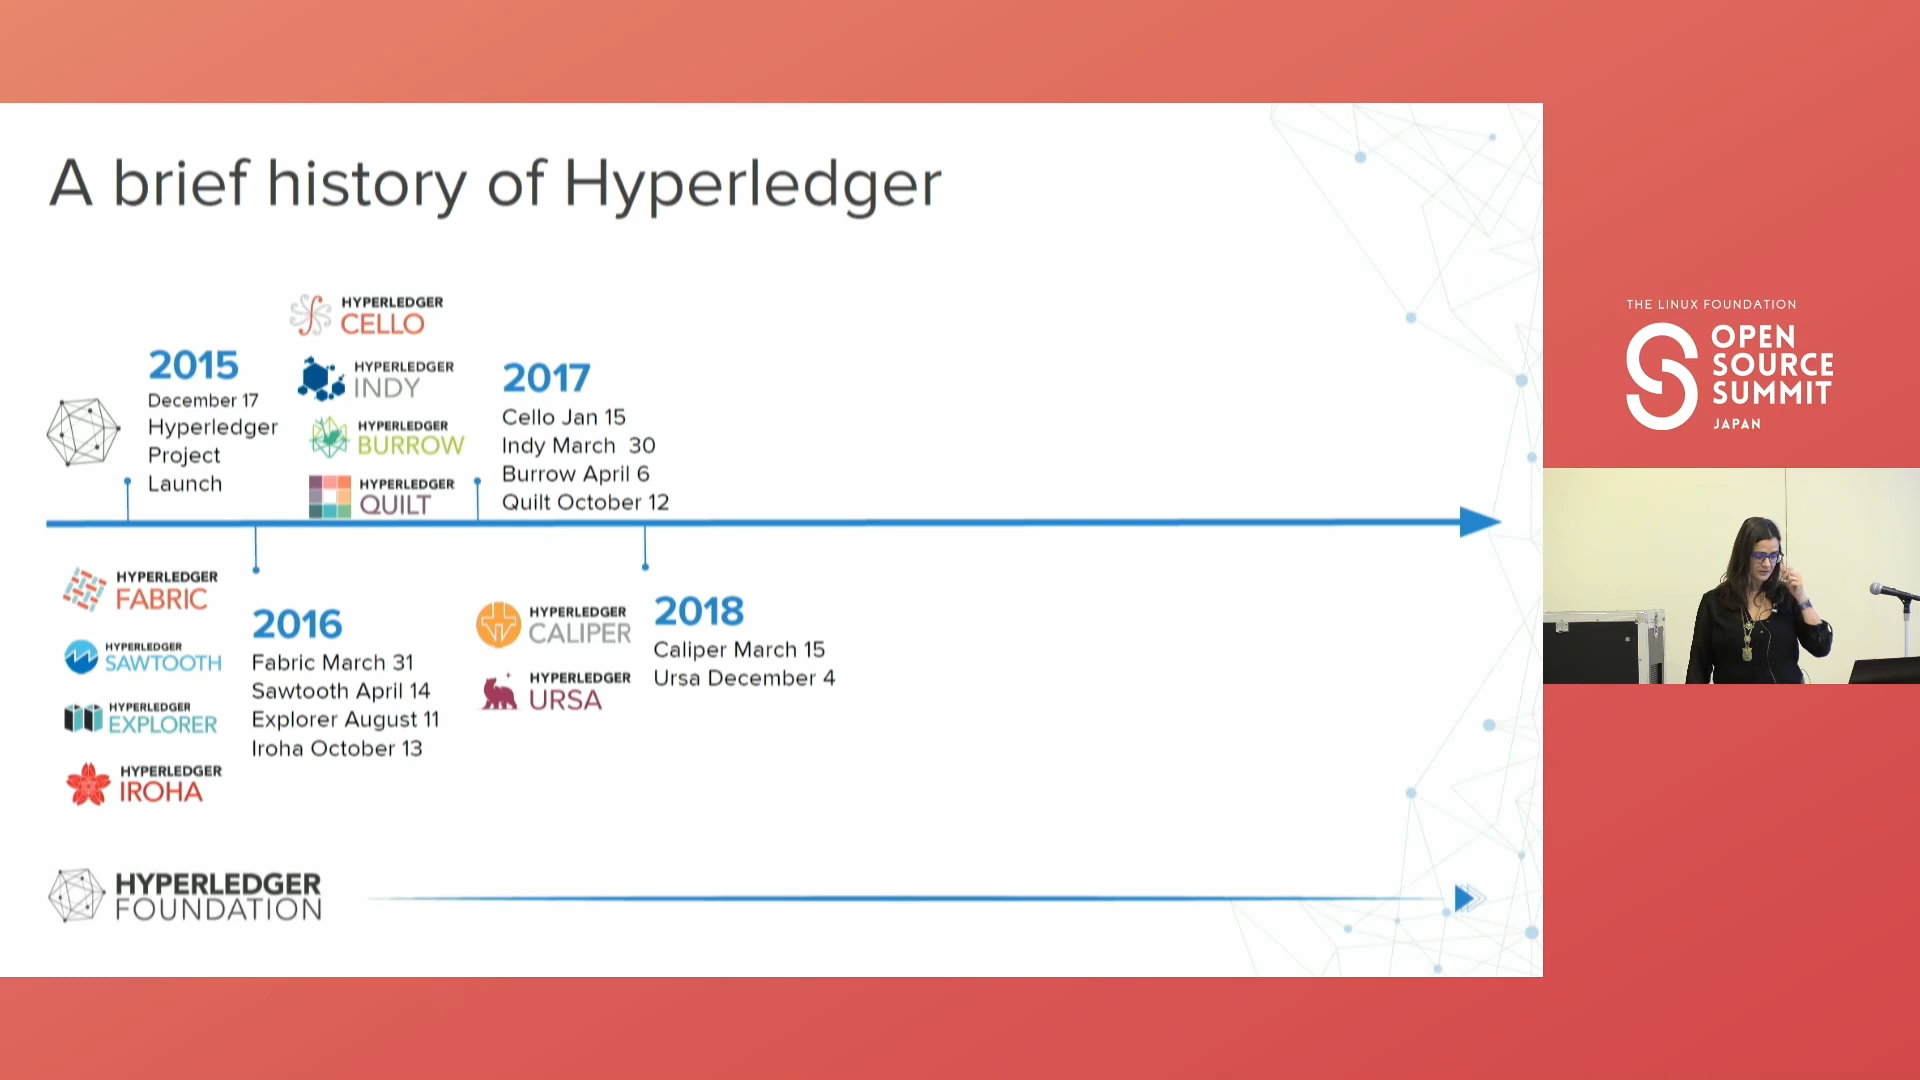 A brief history of Hyperledger
HYPERLEDGER
CELLO
HYPERLEDGER
INDY
HYPERLEDGER
BURROW
HYPERLEDGER
QUILT
2015
December 17
Hyperledger
Project
Launch
2017
Cello Jan 15
Indy March 30
Burrow April 6
Quilt October 12
HYPERLEDGER
FABRIC
HYPERLEDGER
SAWTOOTH
HYPERLEDGER
EXPLORER
HYPERLEDGER
IROHA
2016
Fabric March 31
Sawtooth April 14
Explorer August 11
Iroha October 13
HYPERLEDGER
CALIPER
HYPERLEDGER
URSA
2018
Caliper March 15
Ursa December 4
HYPERLEDGER
FOUNDATION
THE LINUX FOUNDATION
OPEN
SOURCE
SUMMIT
JAPAN